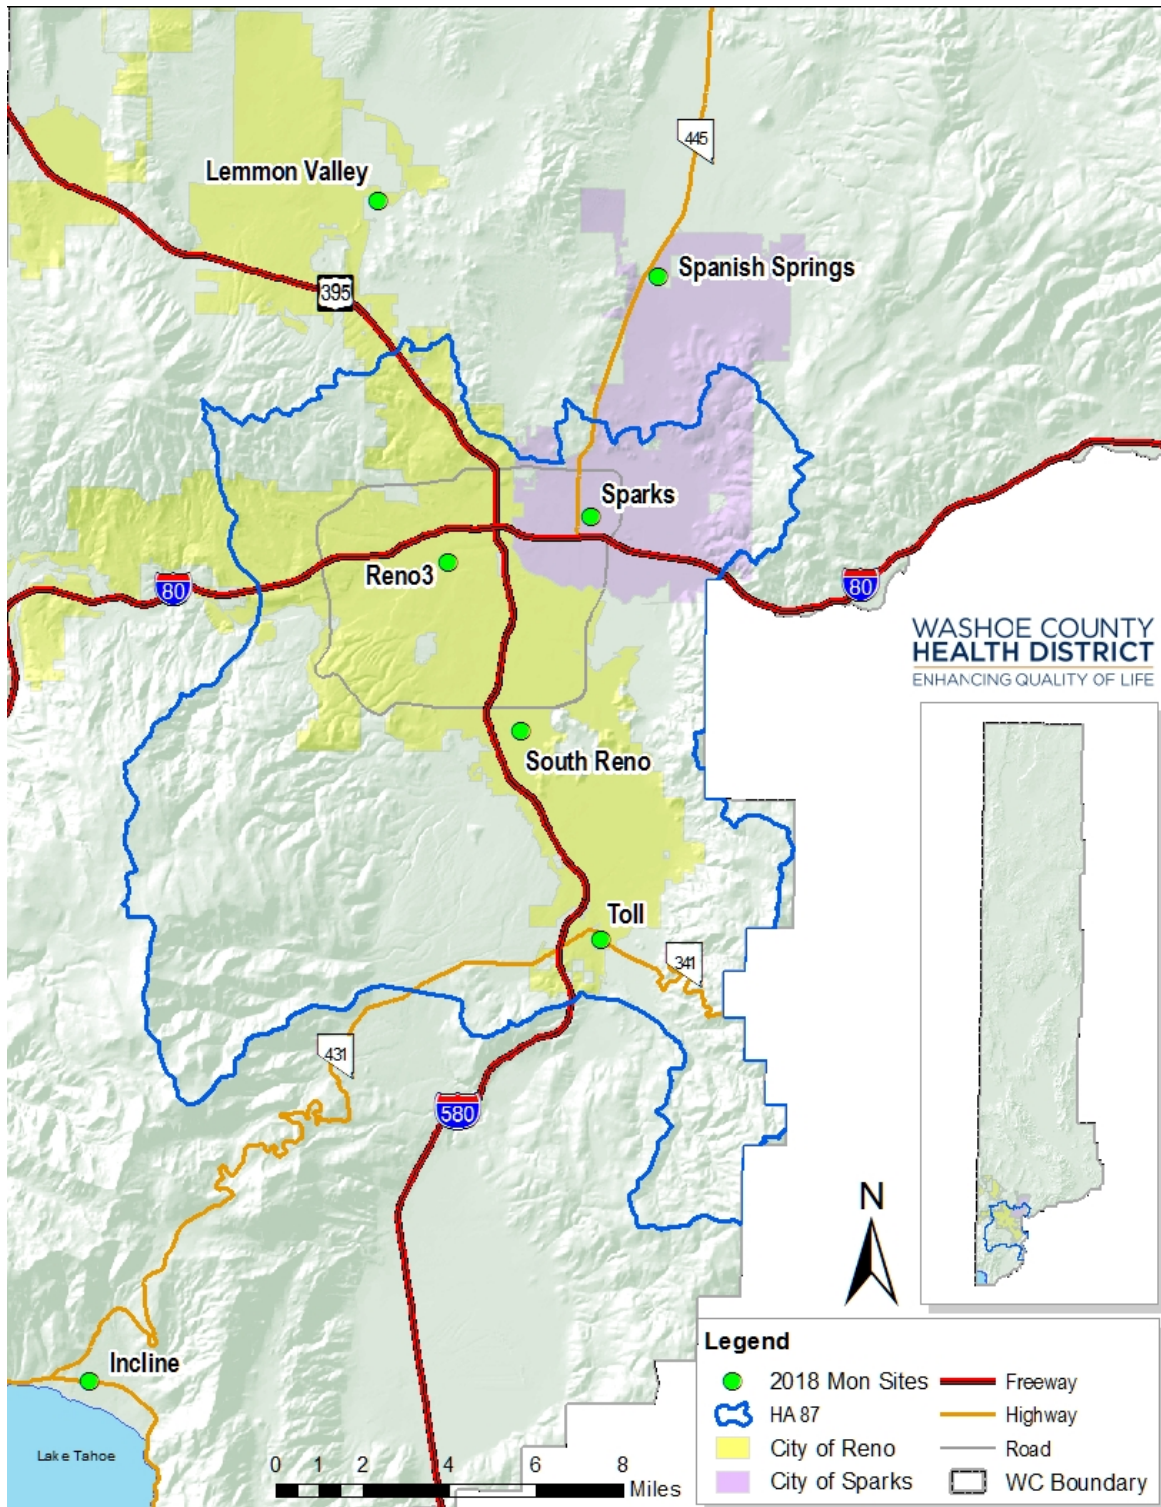 445
Lemmon Valley
Spanish Springs
395
Sparks
Reno3
80
80
WASHOE COUNTY
HEALTH DISTRICT
ENHANCING QUALITY OF LIFE
South Reno
Toll
341
431
580
N
Incline
Lake Tahoe
0 1 2 4 6 8
Miles
Legend
2018 Mon Sites
HA 87
City of Reno
City of Sparks
Freeway
Highway
Road
WC Boundary